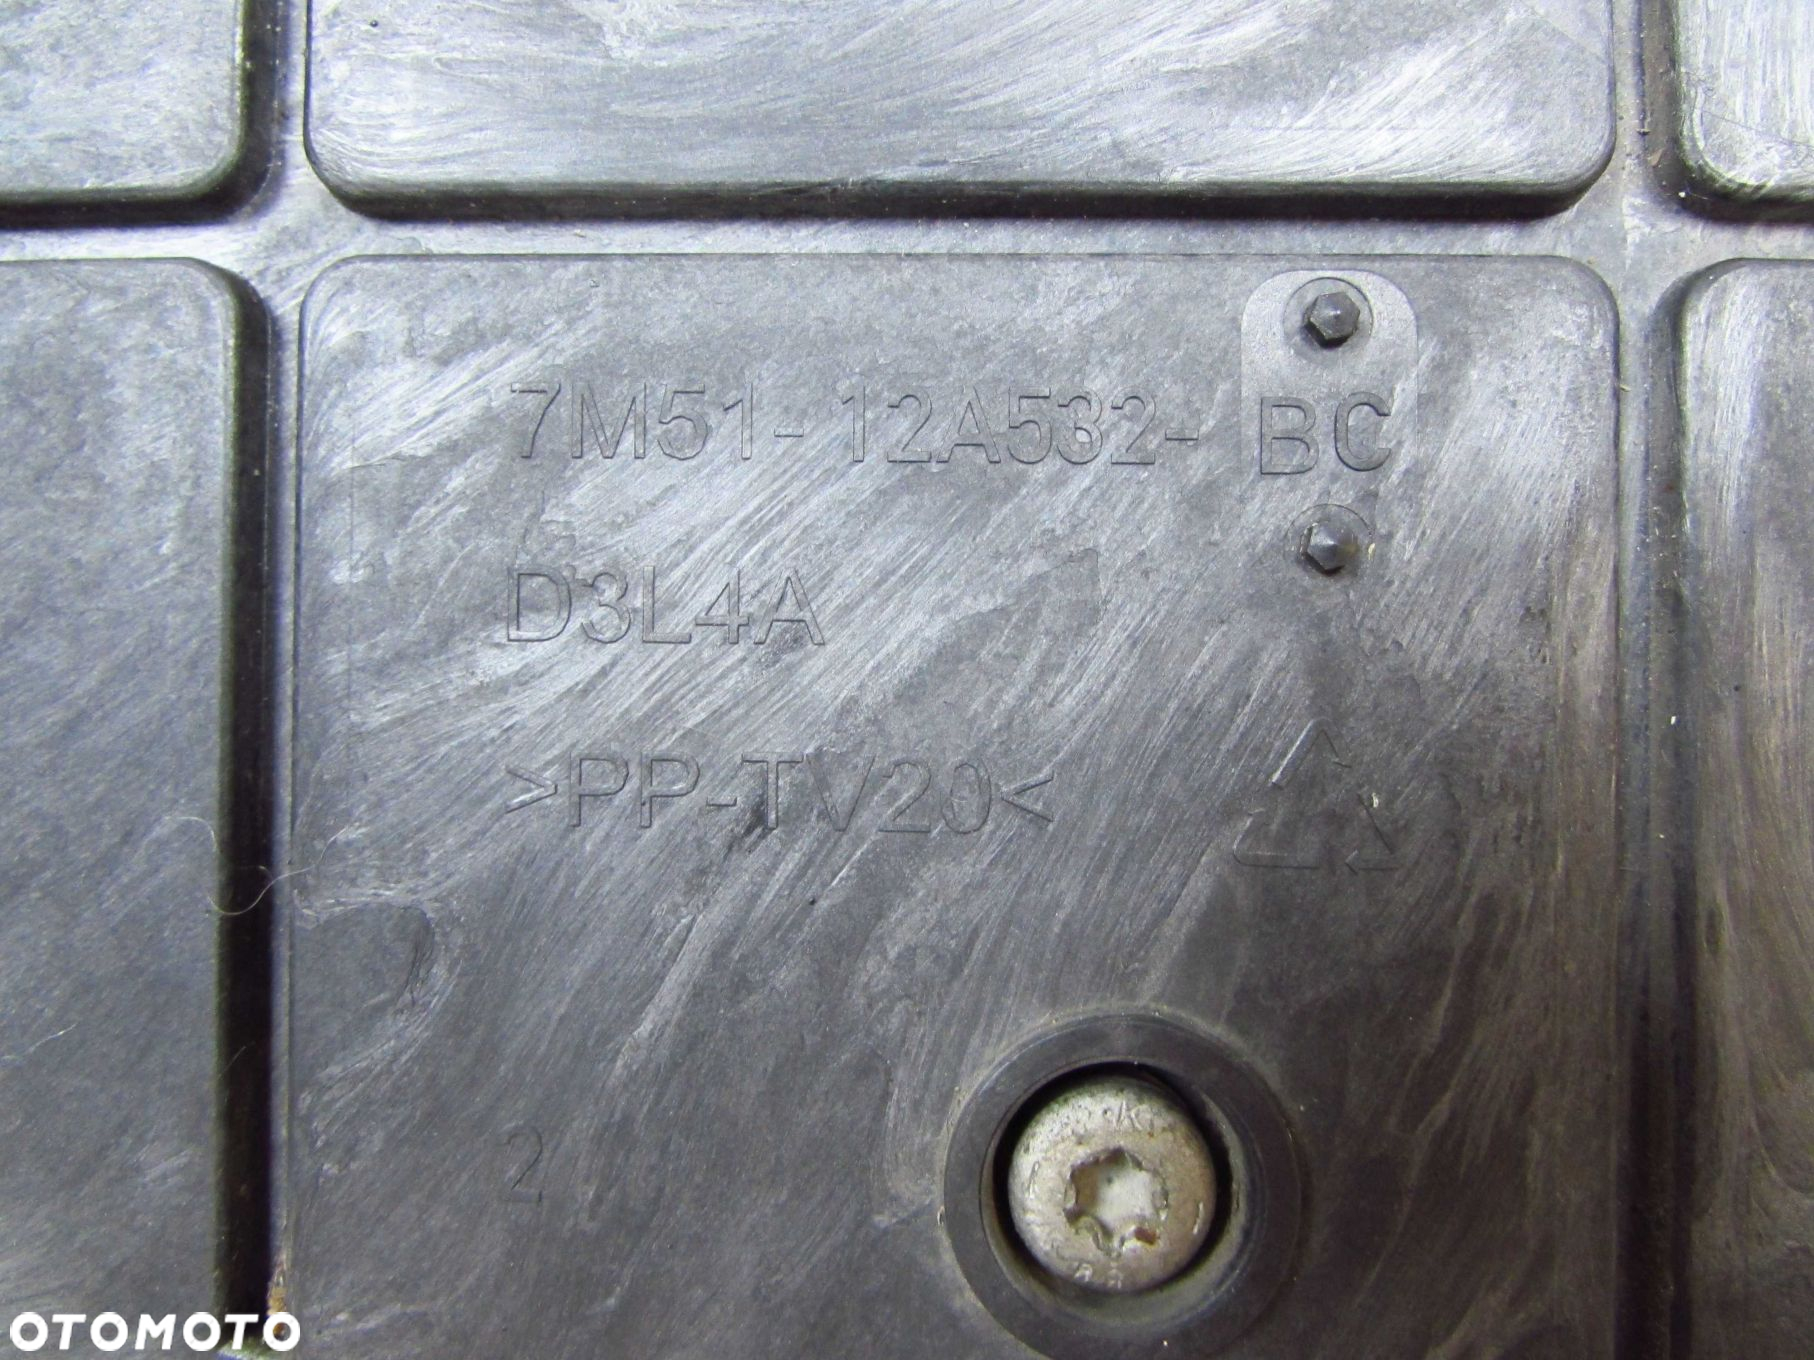 7M51-12A532-BC
D3L4A
>PP-TV20<
2
OTOMOTO